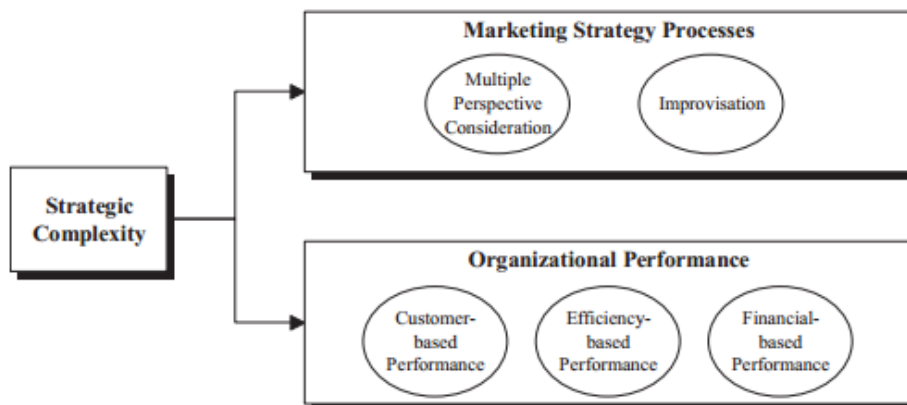 Marketing Strategy Processes
Multiple
Perspective
Consideration
Improvisation
Strategic
Complexity
Organizational Performance
Customer-
based
Performance
Efficiency-
based
Performance
Financial-
based
Performance